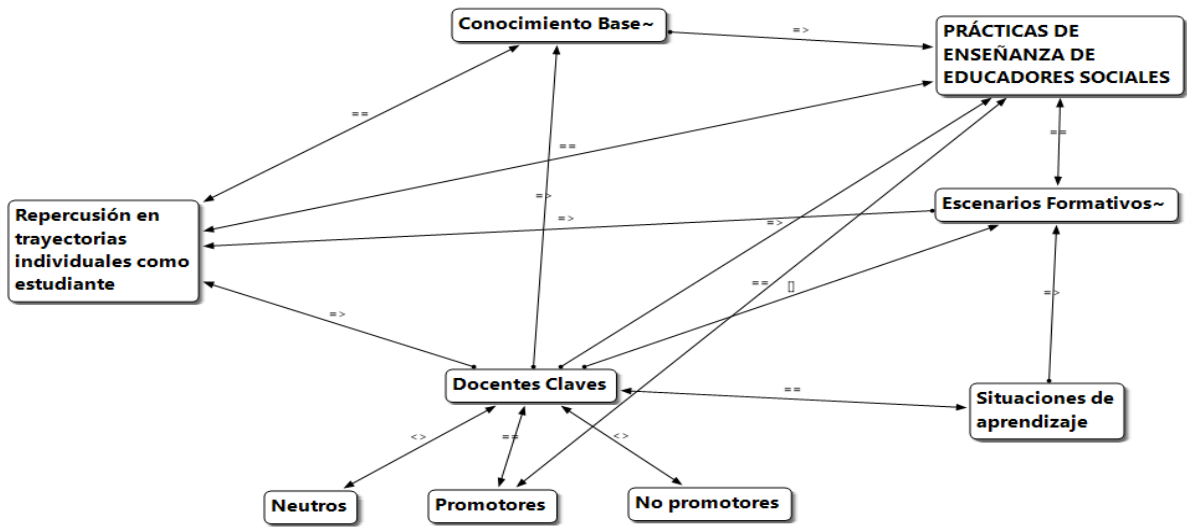 Conocimiento Base~
=>
PRÁCTICAS DE
ENSEÑANZA DE
EDUCADORES SOCIALES
==
==
==
=>
Escenarios Formativos~
=>
=>
Repercusión en
trayectorias
individuales como
estudiante
== []
=>
=>
Docentes Claves
==
Situaciones de
aprendizaje
<>
==
<>
Neutros
Promotores
No promotores